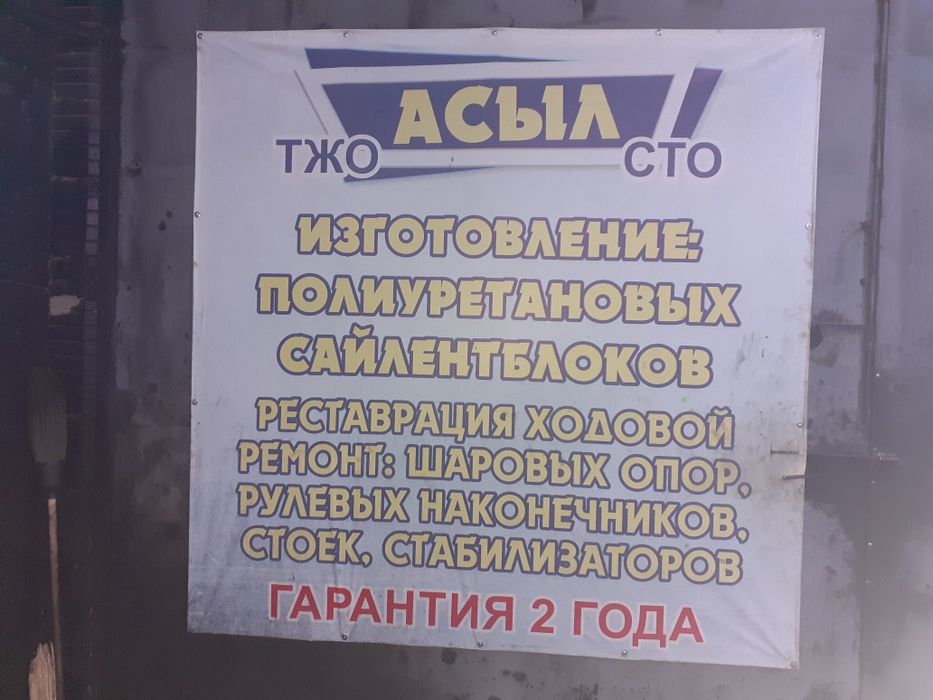 АСЫЛ
ТЖО СТО
ИЗГОТОВЛЕНИЕ:
ПОЛИУРЕТАНОВЫХ
САЙЛЕНТБЛОКОВ
РЕСТАВРАЦИЯ ХОДОВОЙ
РЕМОНТ: ШАРОВЫХ ОПОР,
РУЛЕВЫХ НАКОНЕЧНИКОВ,
СТОЕК, СТАБИЛИЗАТОРОВ
ГАРАНТИЯ 2 ГОДА